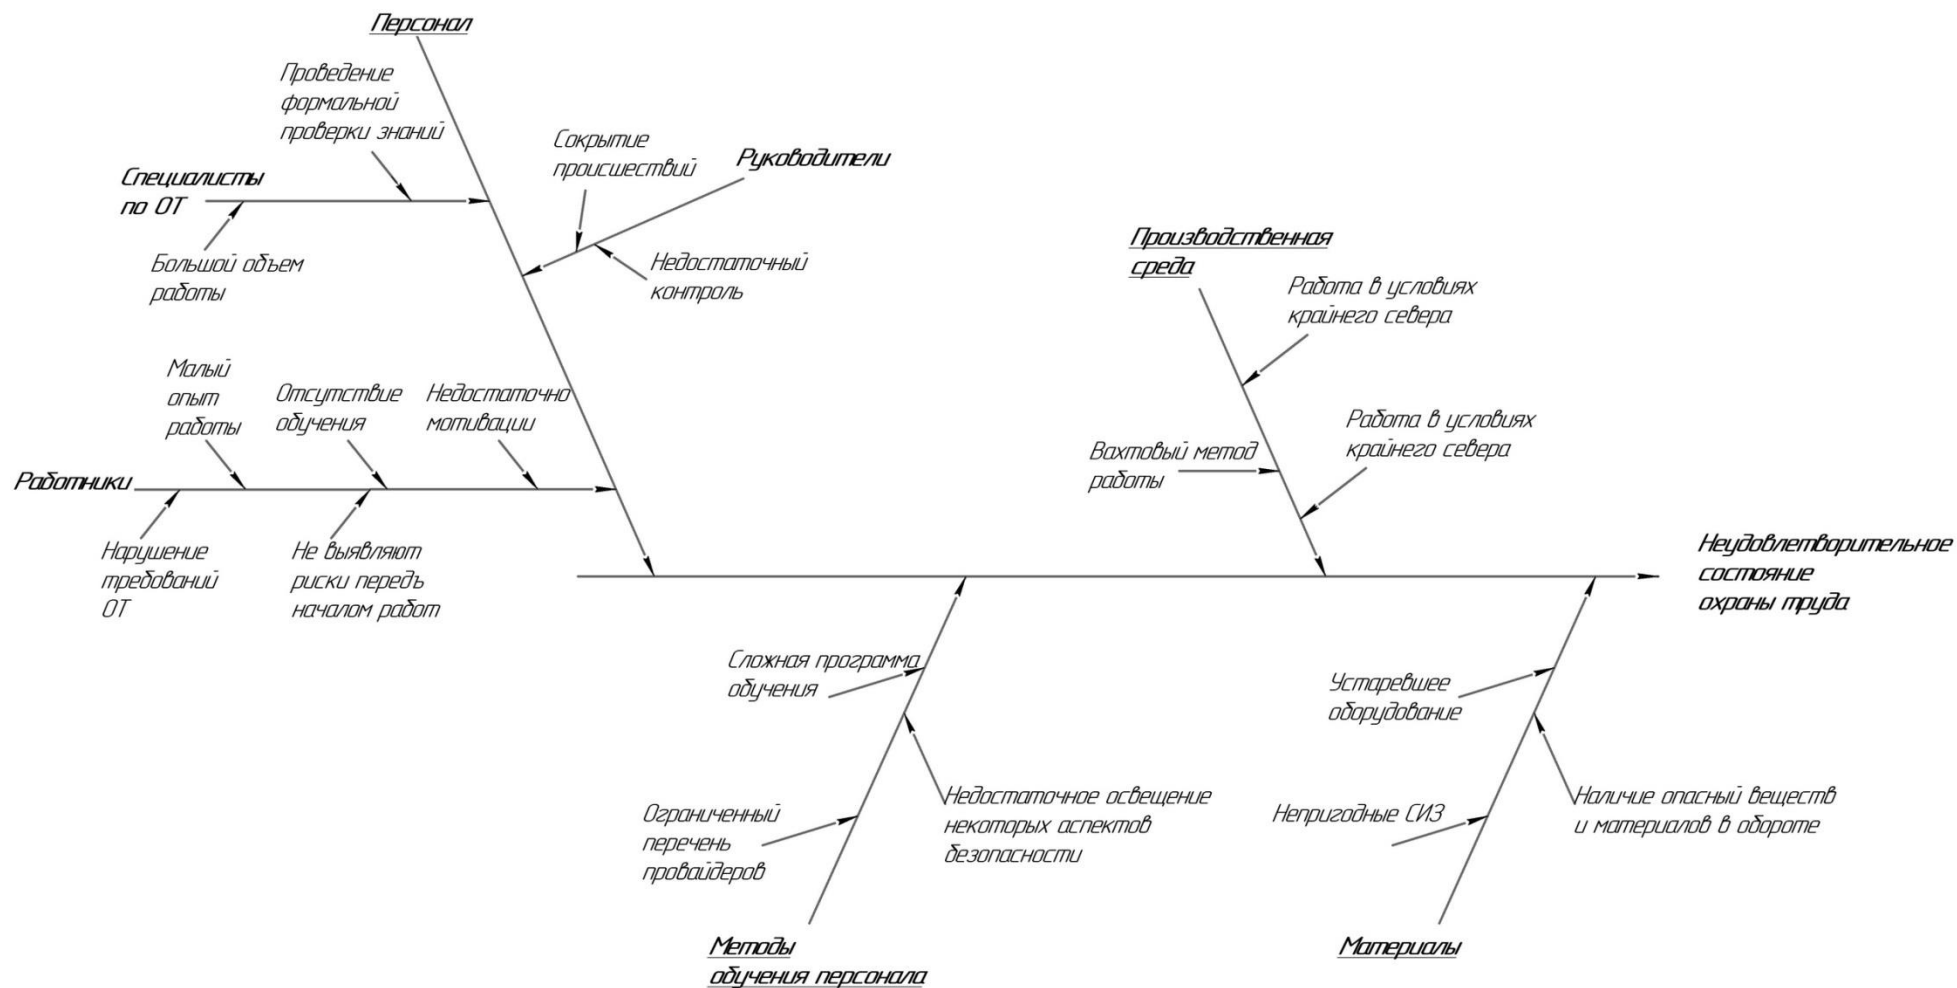 Персонал
Проведение
формальной
проверки знаний
Сокрытие
происшествий
Руководители
Специалисты
по ОТ
Большой объем
работы
Недостаточный
контроль
Производственная
среда
Работа в условиях
крайнего севера
Малый
опыт
работы
Отсутствие
обучения
Недостаточно
мотивации
Работа в условиях
крайнего севера
Вахтовый метод
работы
Работники
Нарушение
требований
ОТ
Не выявляют
риски передъ
началом работ
Неудовлетворительное
состояние
охраны труда
Сложная программа
обучения
Устаревшее
оборудование
Ограниченный
перечень
провайдеров
Недостаточное освещение
некоторых аспектов
безопасности
Непригодные СИЗ
Наличие опасный веществ
и материалов в обороте
Методы
обучения персонала
Материалы